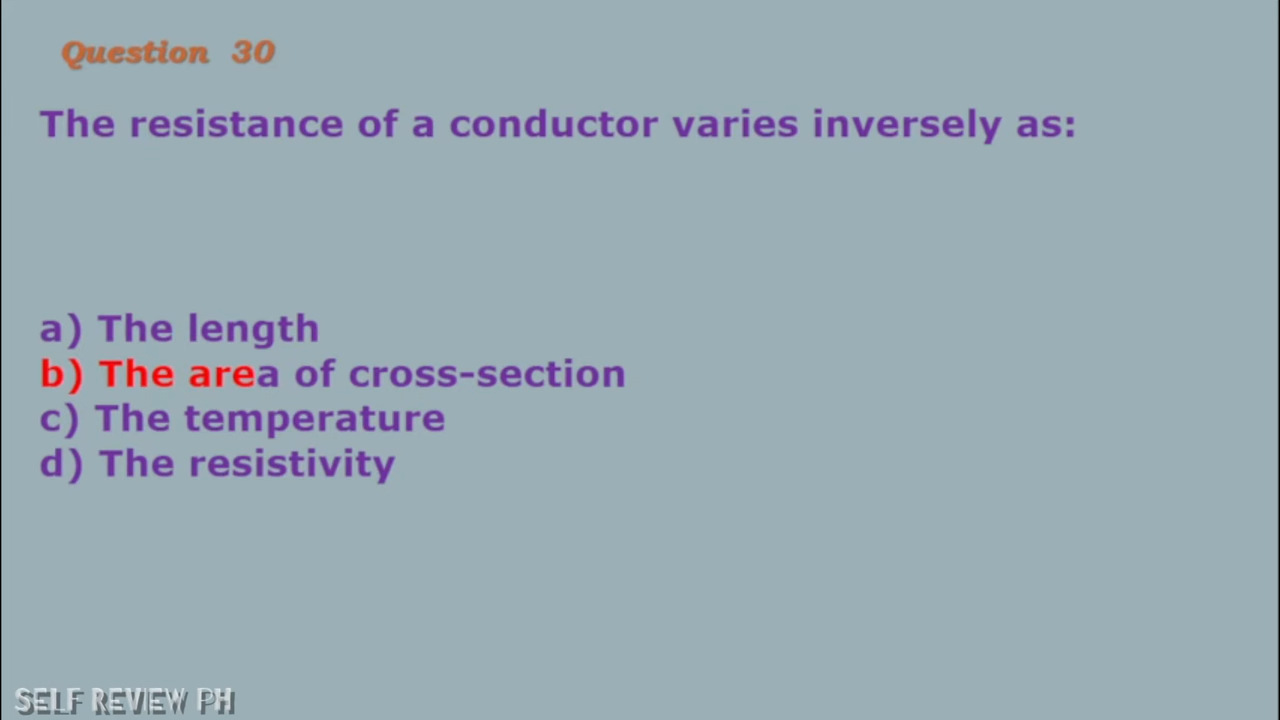 Question 30
The resistance of a conductor varies inversely as:
a) The length
b) The area of cross-section
c) The temperature
d) The resistivity
SELF REVIEW PH